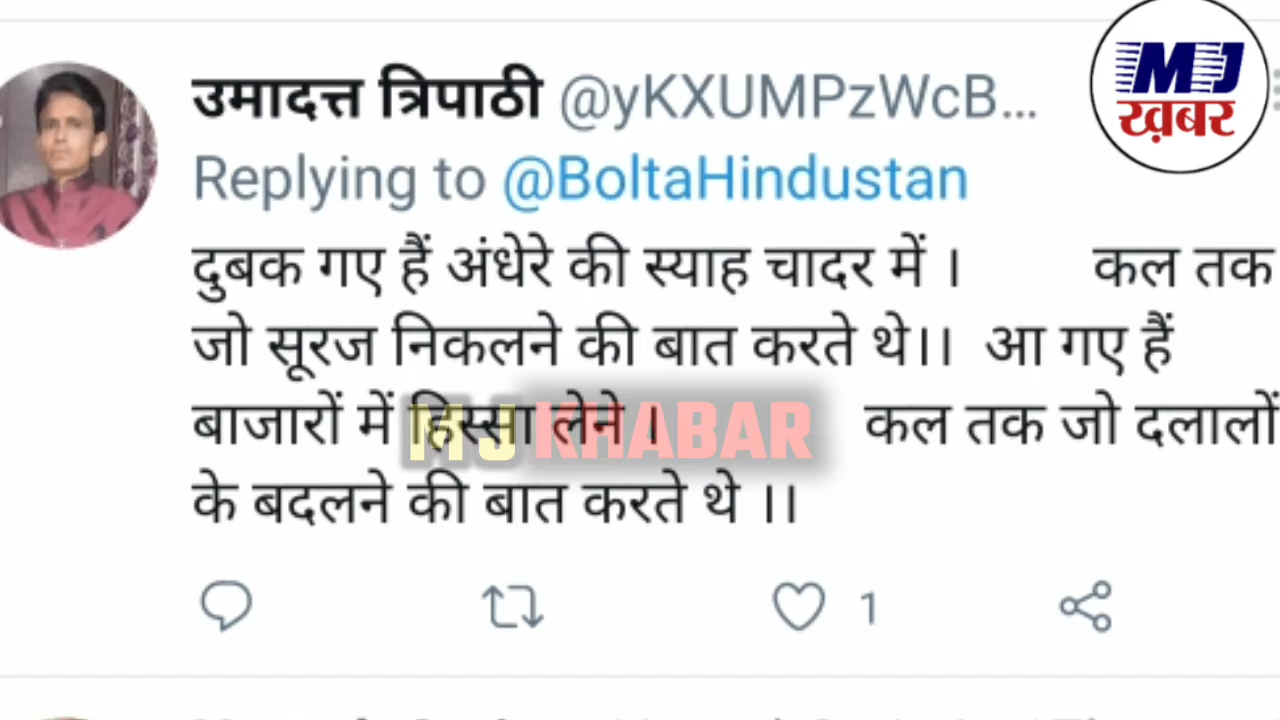 MJ
ख़बर
उमादत्त त्रिपाठी @yKXUMPzWcB...
Replying to @BoltaHindustan
दुबक गए हैं अंधेरे की स्याह चादर में । कल तक
जो सूरज निकलने की बात करते थे।। आ गए हैं
बाजारों में हिस्सा लेने । कल तक जो दलालों
MJ KHABAR
के बदलने की बात करते थे ।।
1